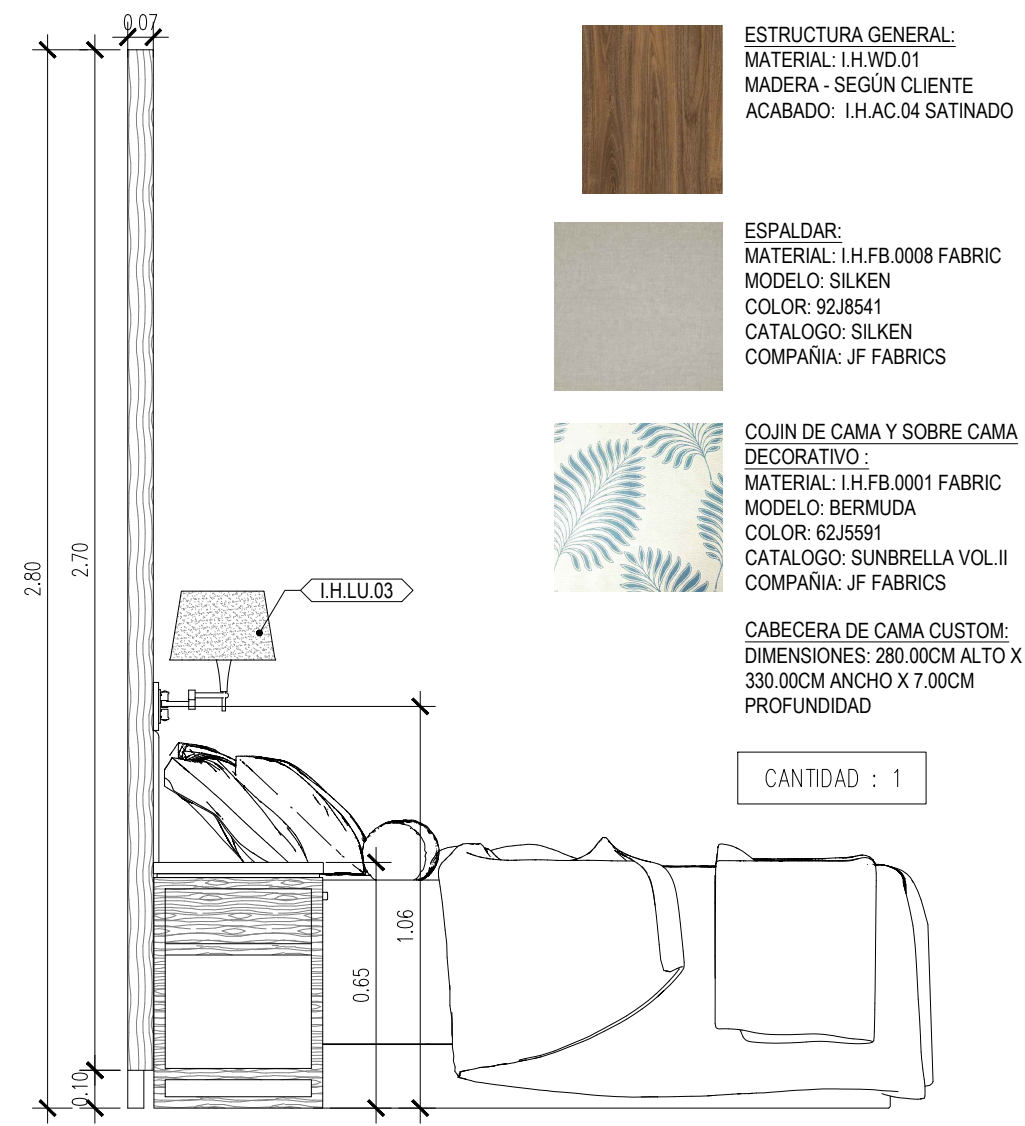 0.07
ESTRUCTURA GENERAL:
MATERIAL: I.H.WD.01
MADERA - SEGÚN CLIENTE
ACABADO: I.H.AC.04 SATINADO
ESPALDAR:
MATERIAL: I.H.FB.0008 FABRIC
MODELO: SILKEN
COLOR: 92J8541
CATALOGO: SILKEN
COMPAÑIA: JF FABRICS
COJIN DE CAMA Y SOBRE CAMA
DECORATIVO :
MATERIAL: I.H.FB.0001 FABRIC
MODELO: BERMUDA
COLOR: 62J5591
CATALOGO: SUNBRELLA VOL.II
COMPAÑIA: JF FABRICS
CABECERA DE CAMA CUSTOM:
DIMENSIONES: 280.00CM ALTO X
330.00CM ANCHO X 7.00CM
PROFUNDIDAD
CANTIDAD : 1
2.80
2.70
I.H.LU.03
1.06
0.65
0.10